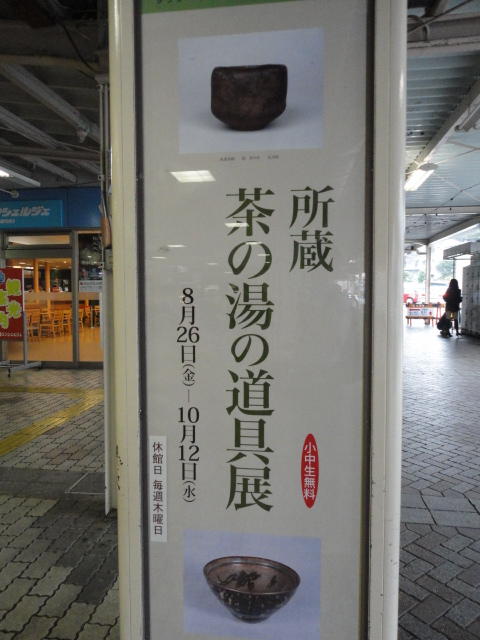 所蔵
茶の湯の道具展
小中生無料
8月26日(金)―10月12日(水)
休館日 毎週木曜日